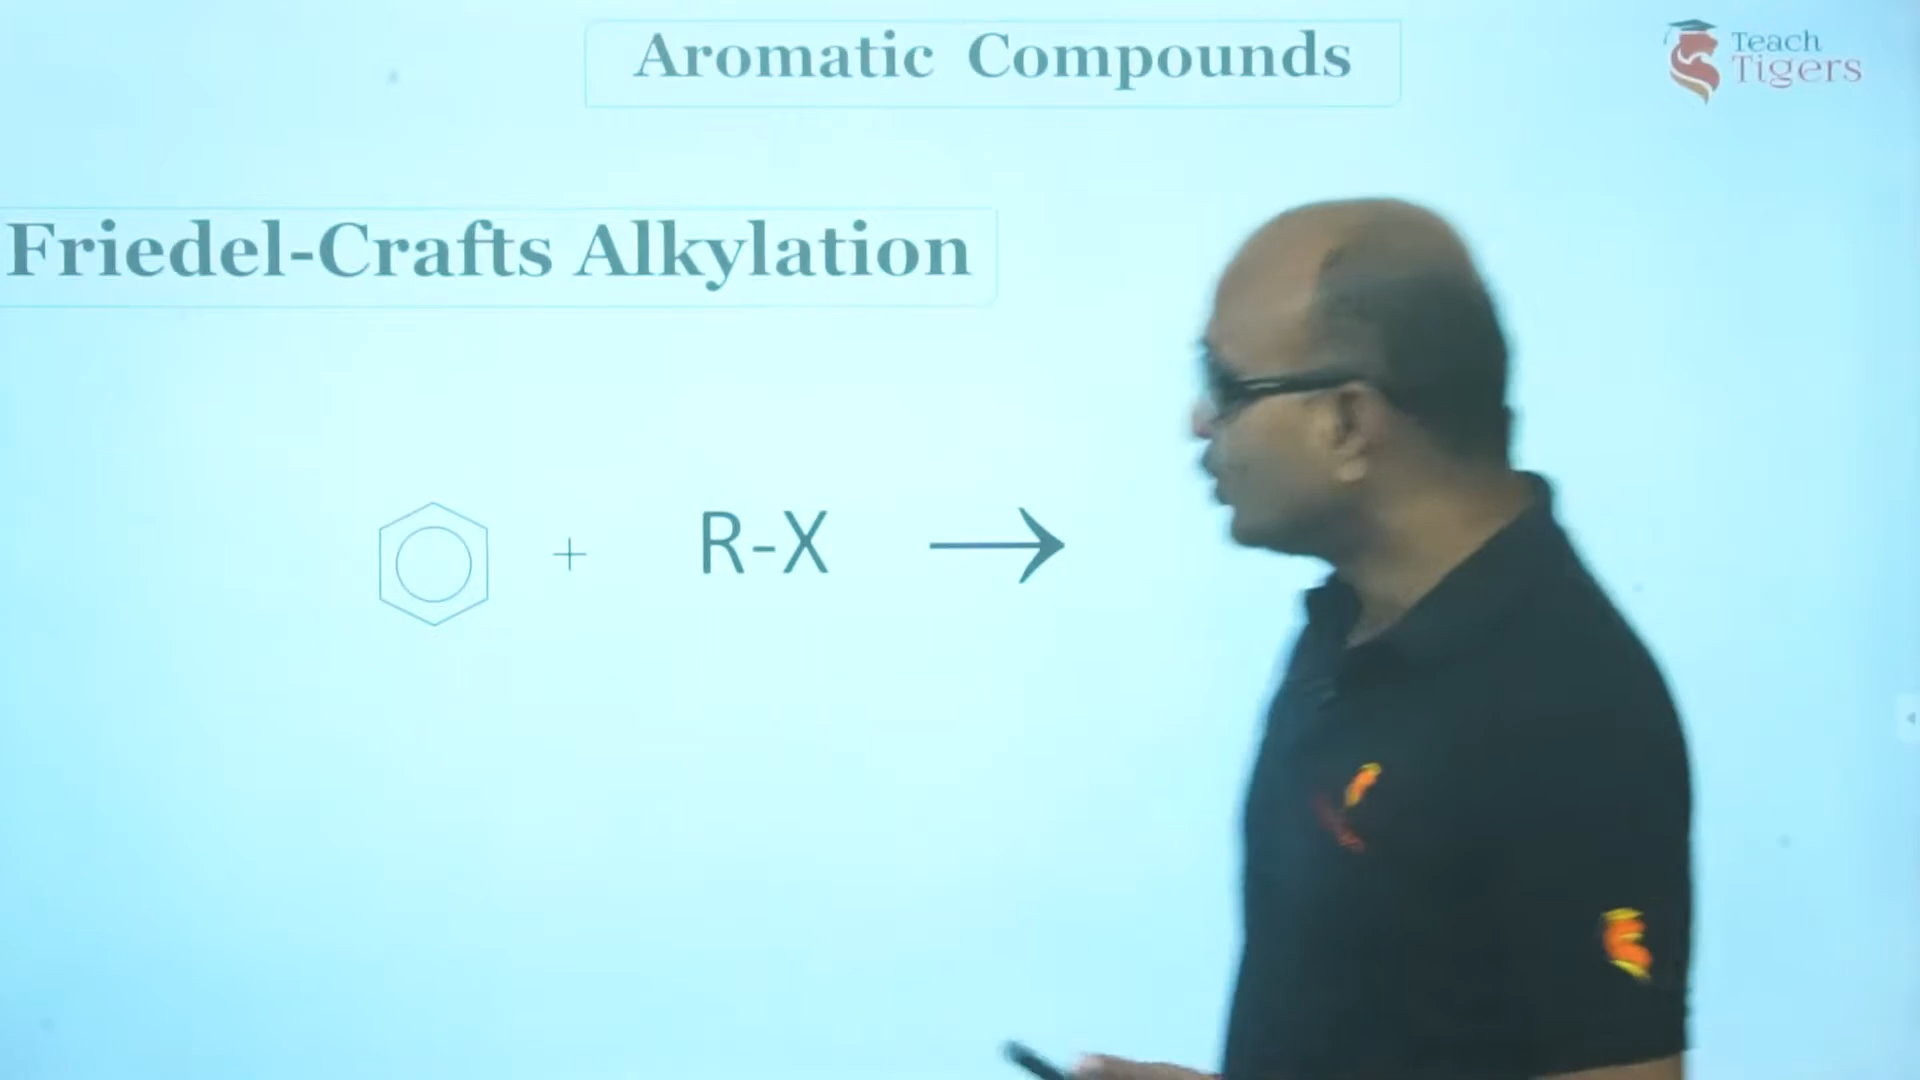 Aromatic Compounds
Teach
Tigers
Friedel-Crafts Alkylation
+ R-X →